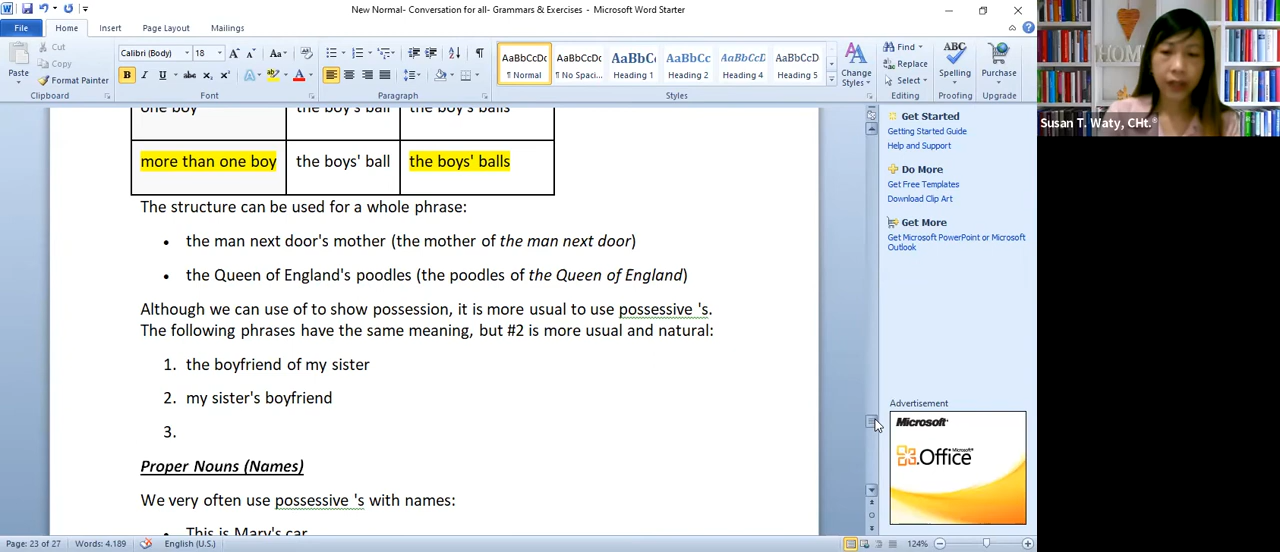 New Normal- Conversation for all- Grammars & Exercises - Microsoft Word Starter
File Home Insert Page Layout Mailings
Cut
Copy
Paste Format Painter
Clipboard
Calibri (Body) 18
Font
Paragraph
AaBbCcDc AaBbCcDc AaBbC AaBbCc AaBbCc AaBbCcD
¶ Normal ¶ No Spaci... Heading 1 Heading 2 Heading 4 Heading 5
Change Styles
Styles
Find
Replace
Select
Editing
ABC
Spelling
Proofing
Purchase
Upgrade
Susan T. Waty, CHt.
one boy the boy's ball the boy's balls
more than one boy the boys' ball the boys' balls
The structure can be used for a whole phrase:
• the man next door's mother (the mother of the man next door)
• the Queen of England's poodles (the poodles of the Queen of England)
Although we can use of to show possession, it is more usual to use possessive 's.
The following phrases have the same meaning, but #2 is more usual and natural:
1. the boyfriend of my sister
2. my sister's boyfriend
3.
Proper Nouns (Names)
We very often use possessive 's with names:
• This is Mary's car
Get Started
Getting Started Guide
Help and Support
Do More
Get Free Templates
Download Clip Art
Get More
Get Microsoft PowerPoint or Microsoft Outlook
Advertisement
Microsoft
Microsoft
Office
Page: 23 of 27 Words: 4.189 English (U.S.) 124%
HOME